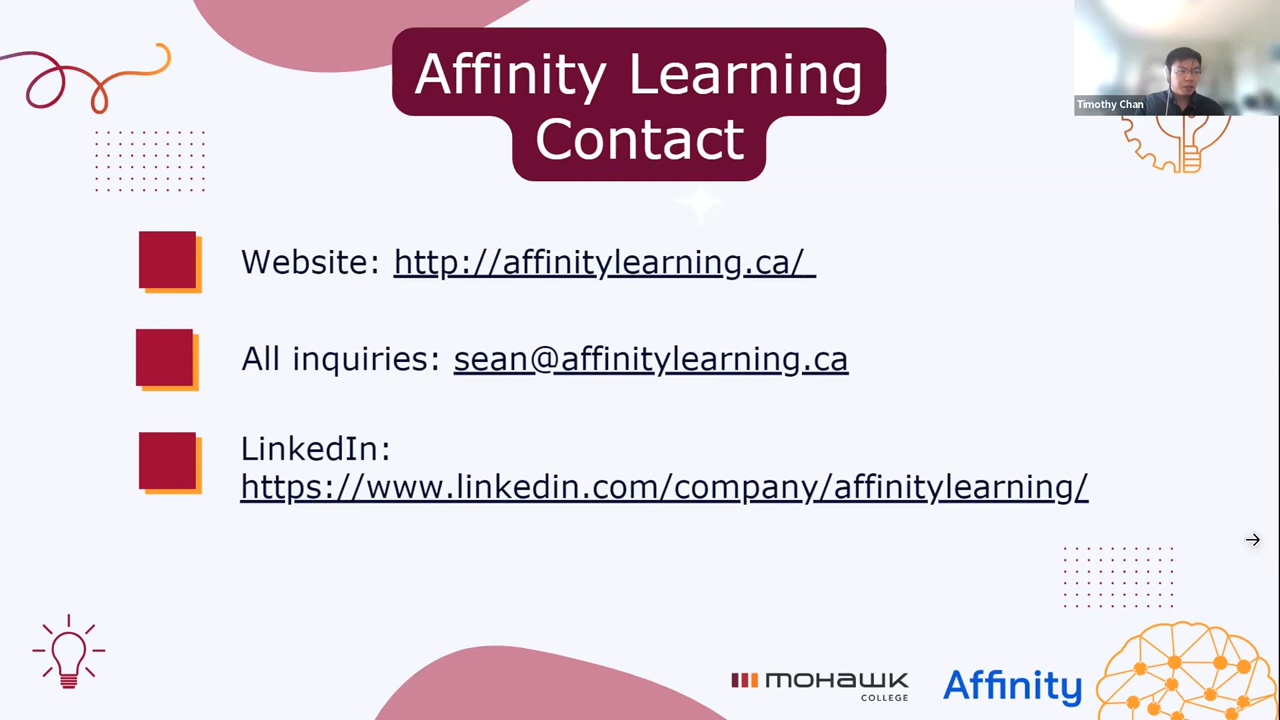 Affinity Learning
Contact
Timothy Chan
Website: http://affinitylearning.ca/
All inquiries: sean@affinitylearning.ca
LinkedIn:
https://www.linkedin.com/company/affinitylearning/
mohawk
COLLEGE
Affinity